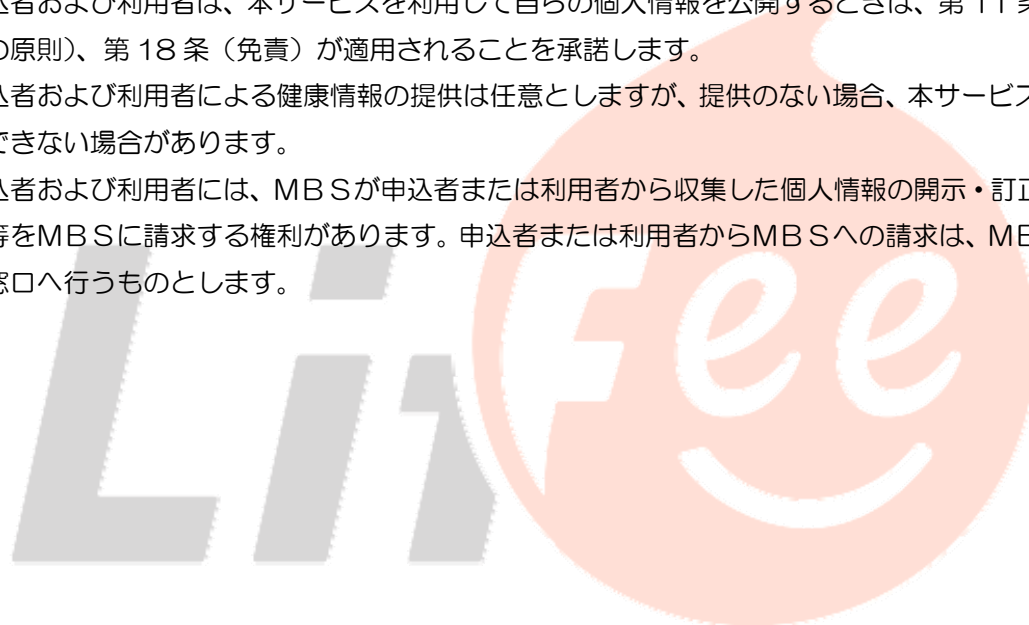 込者および利用者は、本サービスを利用して自らの個人情報を公開するときは、第 11 条
の原則)、第 18 条（免責）が適用されることを承諾します。
込者および利用者による健康情報の提供は任意としますが、提供のない場合、本サービス
できない場合があります。
込者および利用者には、ＭＢＳが申込者または利用者から収集した個人情報の開示・訂正
等をＭＢＳに請求する権利があります。申込者または利用者からＭＢＳへの請求は、ＭＢ
窓口へ行うものとします。
LiFee